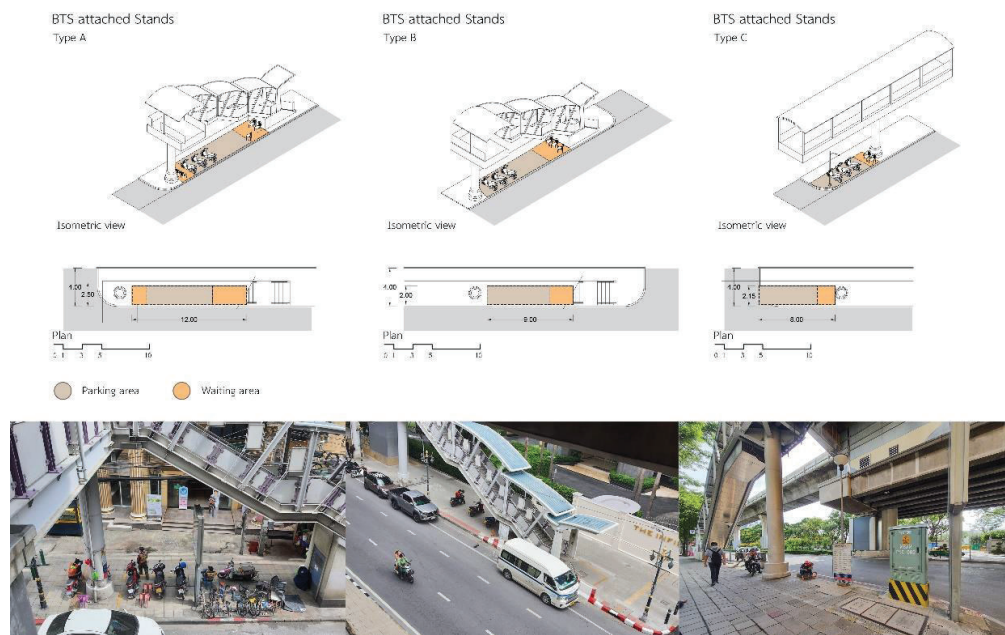 BTS attached Stands
Type A
Isometric view
4.00
2.50
12.00
Plan
0 1 3 5 10
BTS attached Stands
Type B
Isometric view
4.00
2.00
9.00
Plan
0 1 3 5 10
BTS attached Stands
Type C
Isometric view
4.00
2.15
8.00
Plan
0 1 3 5 10
Parking area
Waiting area